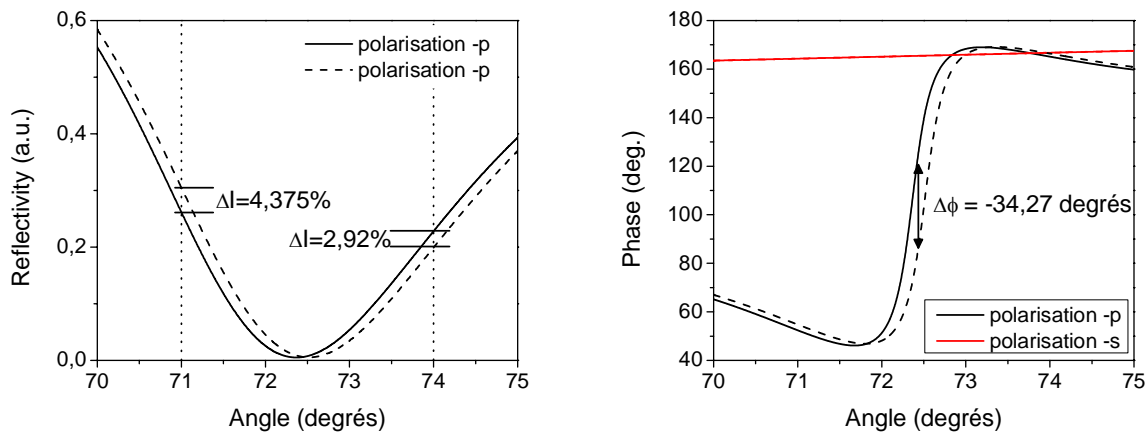 0,6
0,4
0,2
0,0
Reflectivity (a.u.)
polarisation -p
polarisation -p
ΔI=4,375%
ΔI=2,92%
70 71 72 73 74 75
Angle (degrés)
180
160
140
120
100
80
60
40
Phase (deg.)
Δϕ = -34,27 degrés
polarisation -p
polarisation -s
70 71 72 73 74 75
Angle (degrés)